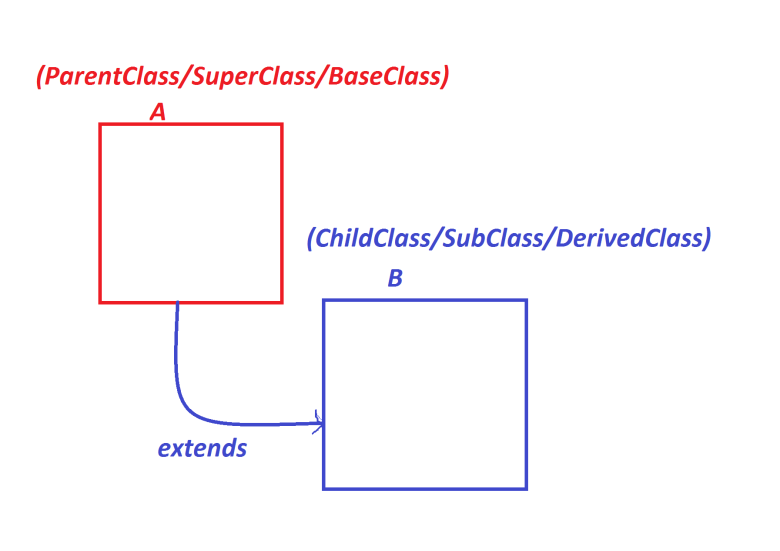 (ParentClass/SuperClass/BaseClass)
A
(ChildClass/SubClass/DerivedClass)
B
extends